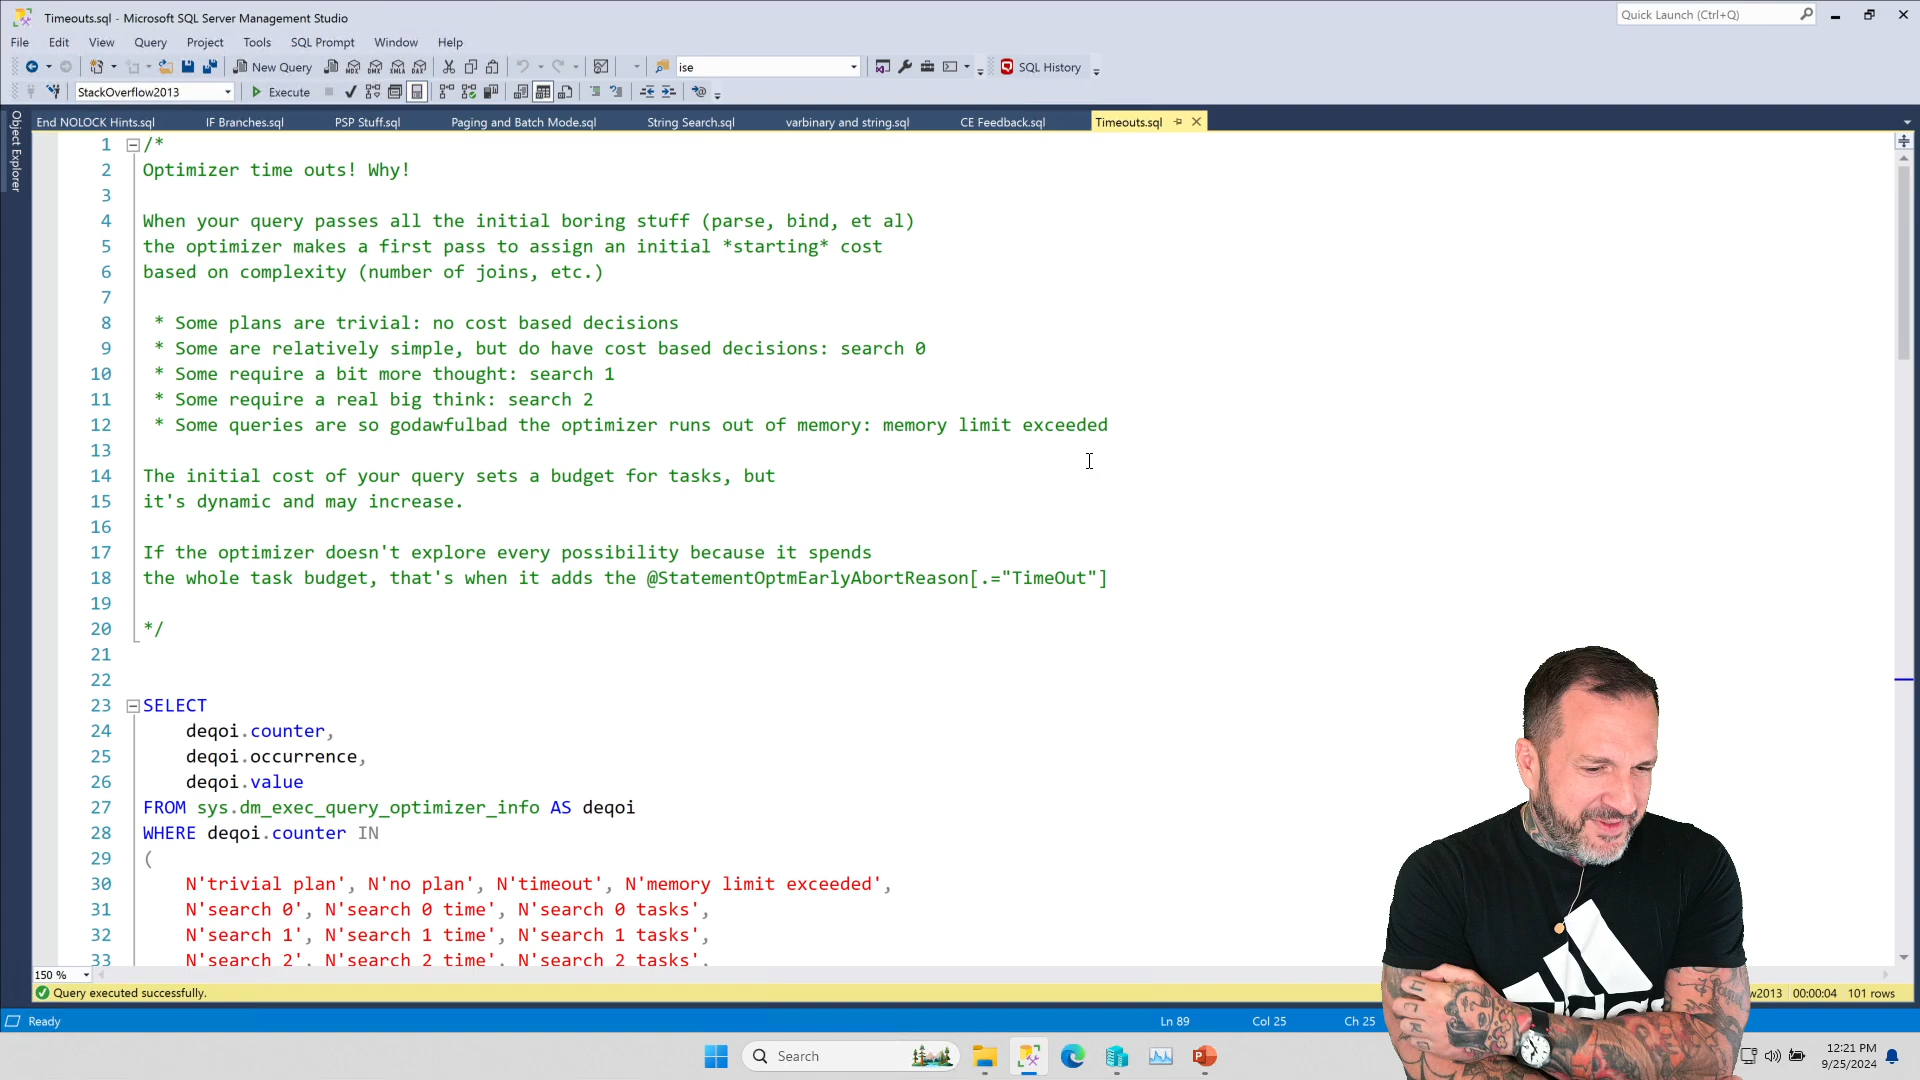 Timeouts.sql - Microsoft SQL Server Management Studio
Quick Launch (Ctrl+Q)
File Edit View Query Project Tools SQL Prompt Window Help
New Query
ise
SQL History
StackOverflow2013
Execute
Object Explorer
End NOLOCK Hints.sql IF Branches.sql PSP Stuff.sql Paging and Batch Mode.sql String Search.sql varbinary and string.sql CE Feedback.sql Timeouts.sql
1 /*
2 Optimizer time outs! Why!
3
4 When your query passes all the initial boring stuff (parse, bind, et al)
5 the optimizer makes a first pass to assign an initial *starting* cost
6 based on complexity (number of joins, etc.)
7
8 * Some plans are trivial: no cost based decisions
9 * Some are relatively simple, but do have cost based decisions: search 0
10 * Some require a bit more thought: search 1
11 * Some require a real big think: search 2
12 * Some queries are so godawfulbad the optimizer runs out of memory: memory limit exceeded
13
14 The initial cost of your query sets a budget for tasks, but
15 it's dynamic and may increase.
16
17 If the optimizer doesn't explore every possibility because it spends
18 the whole task budget, that's when it adds the @StatementOptmEarlyAbortReason[.="TimeOut"]
19
20 */
21
22
23 SELECT
24 deqoi.counter,
25 deqoi.occurrence,
26 deqoi.value
27 FROM sys.dm_exec_query_optimizer_info AS deqoi
28 WHERE deqoi.counter IN
29 (
30 N'trivial plan', N'no plan', N'timeout', N'memory limit exceeded',
31 N'search 0', N'search 0 time', N'search 0 tasks',
32 N'search 1', N'search 1 time', N'search 1 tasks',
33 N'search 2', N'search 2 time', N'search 2 tasks',
150 %
Query executed successfully.
w2013 00:00:04 101 rows
Ready
Ln 89 Col 25 Ch 25
Search
12:21 PM
9/25/2024